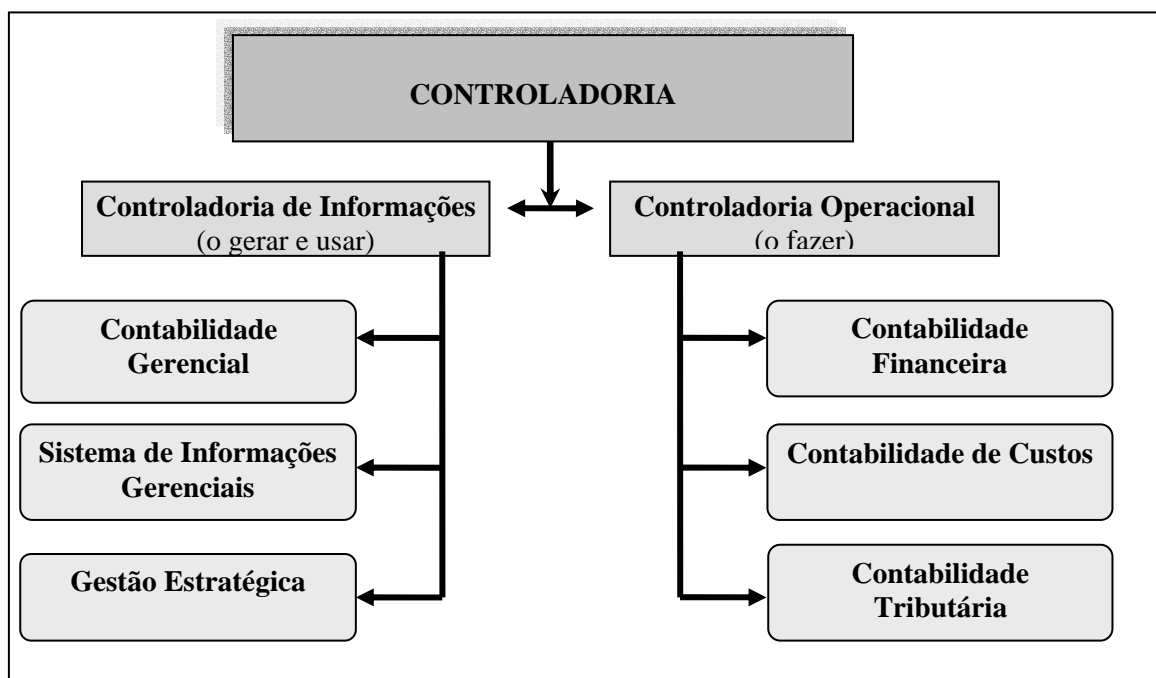 CONTROLADORIA
Controladoria de Informações
(o gerar e usar)
Controladoria Operacional
(o fazer)
Contabilidade
Gerencial
Sistema de Informações
Gerenciais
Gestão Estratégica
Contabilidade
Financeira
Contabilidade de Custos
Contabilidade
Tributária